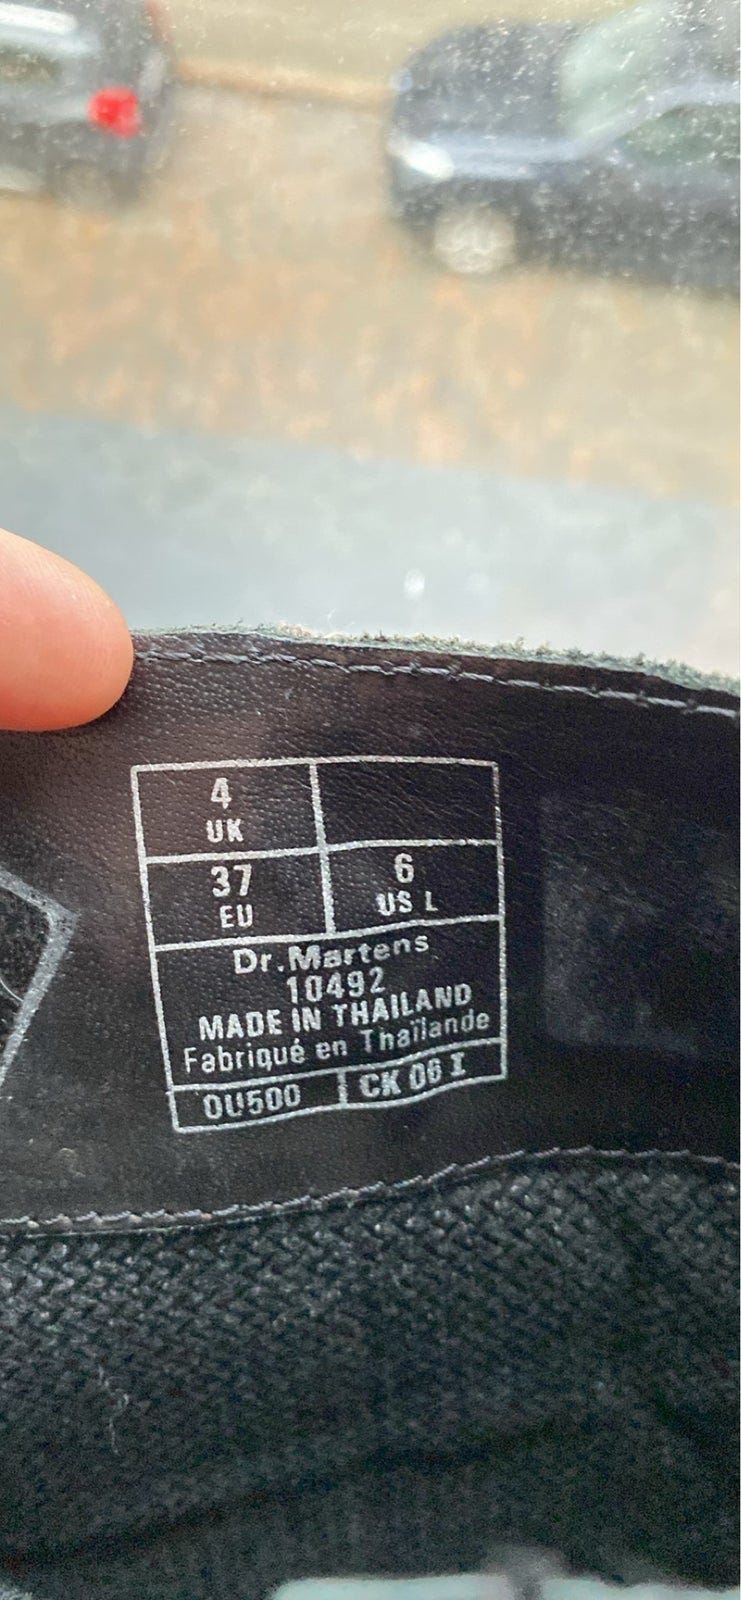 4
UK
37
EU
6
US L
Dr.Martens
10492
MADE IN THAILAND
Fabriqué en Thaïlande
0U500
CK 06 I